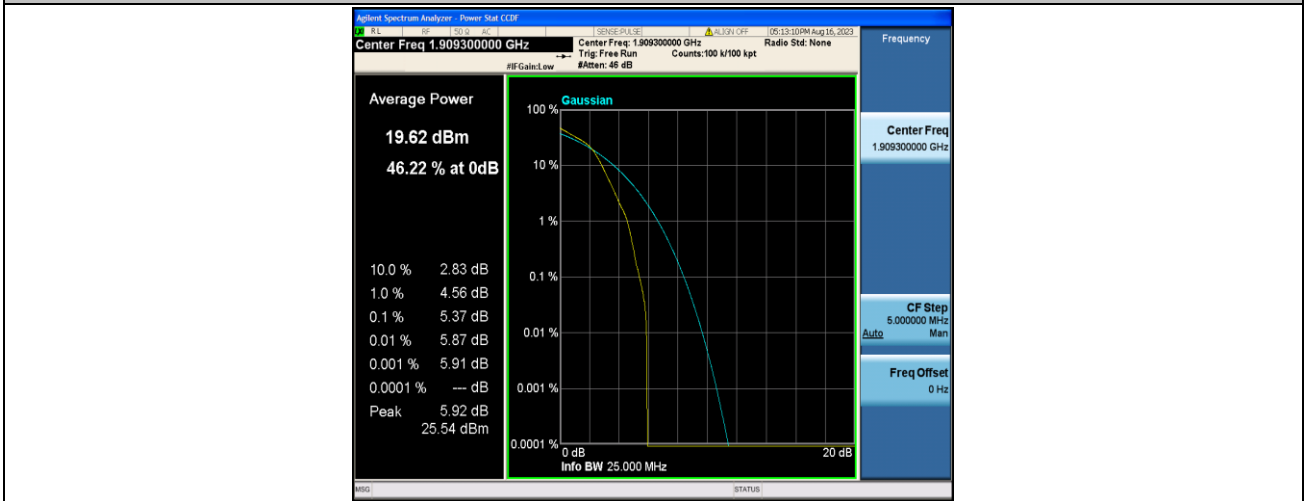 Agilent Spectrum Analyzer - Power Stat CCDF
RL RF 50 Ω AC SENSE:PULSE ALIGN OFF 05:13:10PM Aug 16, 2023
Center Freq 1.909300000 GHz
Center Freq: 1.909300000 GHz Radio Std: None
Trig: Free Run Counts:100 k/100 kpt
#IFGain:Low #Atten: 46 dB
Frequency
Average Power
19.62 dBm
46.22 % at 0dB
10.0 % 2.83 dB
1.0 % 4.56 dB
0.1 % 5.37 dB
0.01 % 5.87 dB
0.001 % 5.91 dB
0.0001 % --- dB
Peak 5.92 dB
25.54 dBm
Gaussian
100 %
10 %
1 %
0.1 %
0.01 %
0.001 %
0.0001 %
0 dB 20 dB
Info BW 25.000 MHz
Center Freq
1.909300000 GHz
CF Step
5.000000 MHz
Auto Man
Freq Offset
0 Hz
MSG STATUS